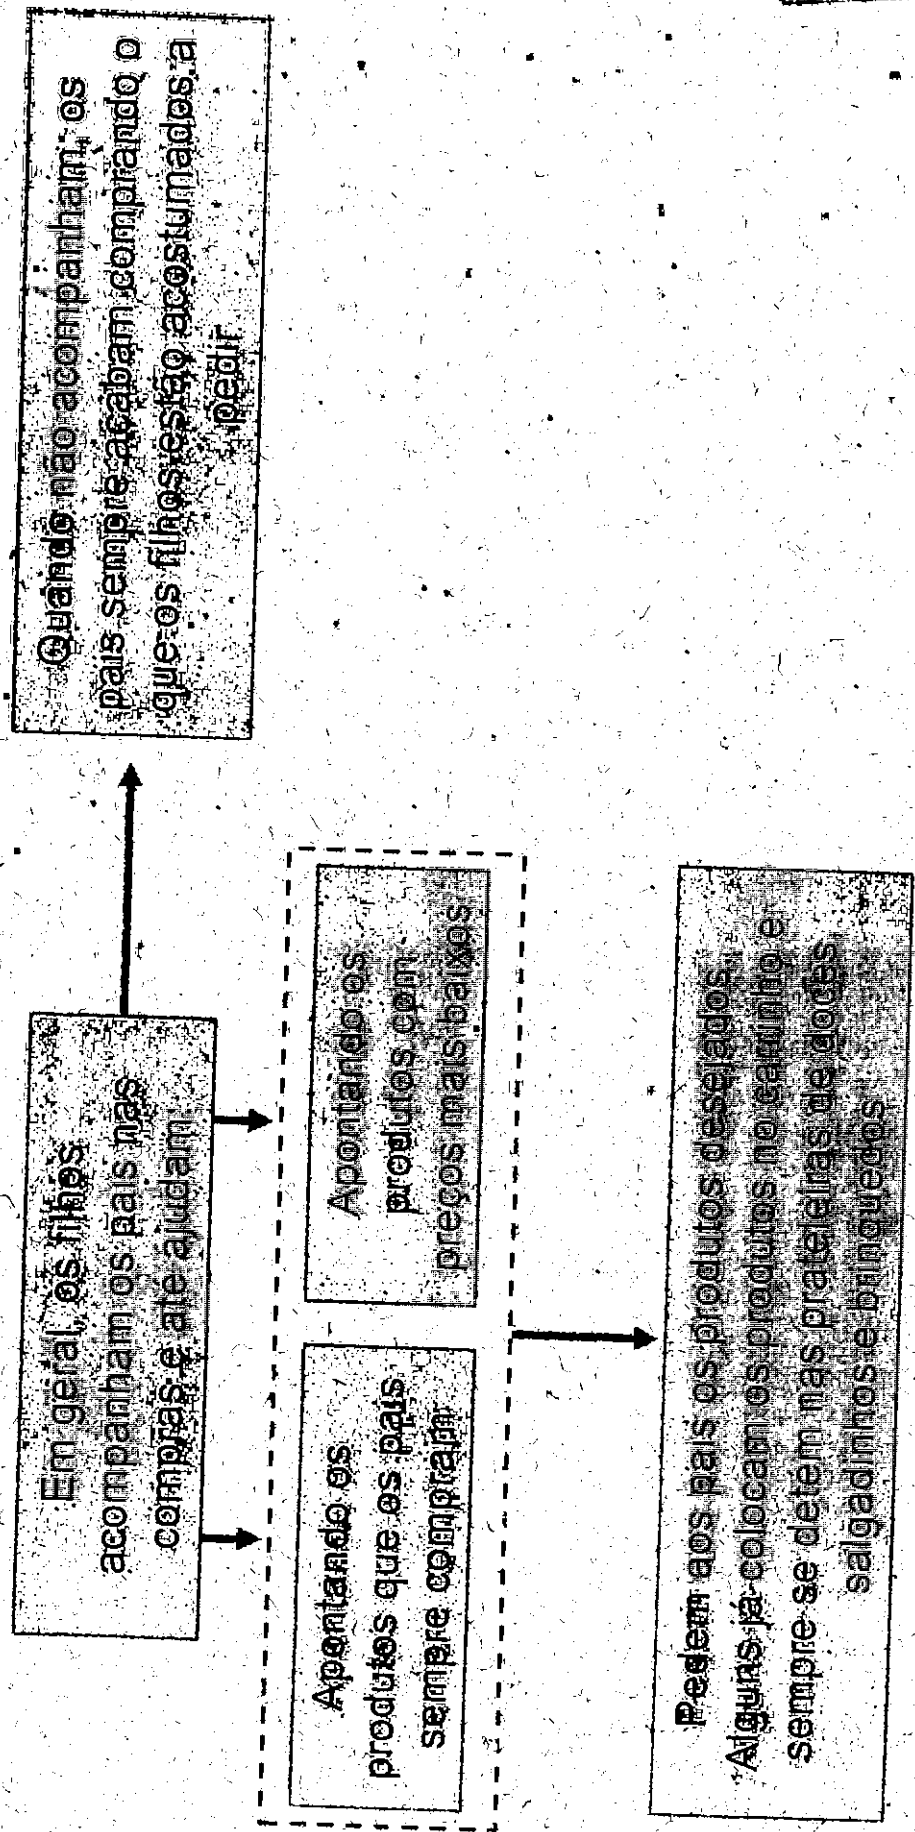 Em geral, os filhos
acompanham os pais nas
compras e até ajudam
Quando não acompanham, os
pais sempre acabam comprando o
que os filhos estão acostumados a
pedir
Apontando os
produtos que os pais
sempre compram
Apontando os
produtos com
preços mais baixos
Pedem aos pais os produtos desejados
Alguns já colocam os produtos no carrinho e
sempre se detém nas prateleiras de doces
salgadinhos e brinquedos